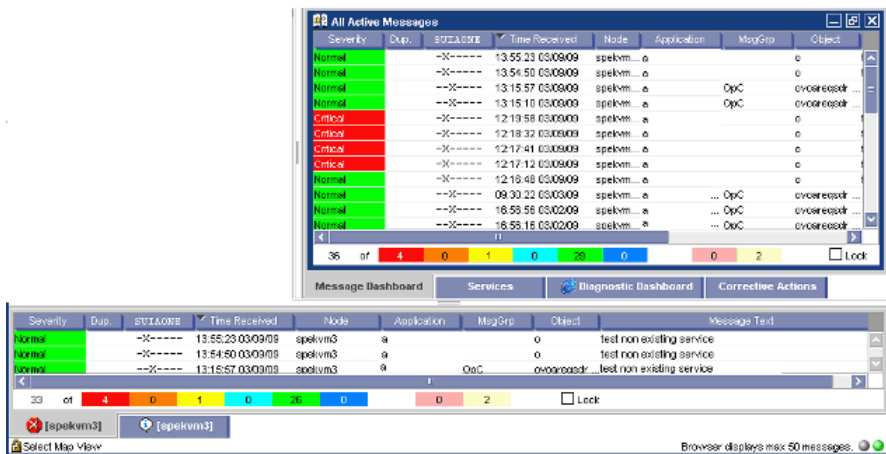 All Active Messages
Severity Dup. SUIAONE Time Received Node Application MsgGrp Object
Normal -X----- 13:55:23 03/09/09 spekvm... a o
Normal -X----- 13:54:50 03/09/09 spekvm... a o
Normal --X---- 13:15:57 03/09/09 spekvm... a OpC ovoareqsdr ...
Normal --X---- 13:15:10 03/09/09 spekvm... a OpC ovoareqsdr ...
Critical -X----- 12:19:58 03/09/09 spekvm... a o
Critical -X----- 12:18:32 03/09/09 spekvm... a o
Critical -X----- 12:17:41 03/09/09 spekvm... a o
Critical -X----- 12:17:12 03/09/09 spekvm... a o
Normal -X----- 12:16:48 03/09/09 spekvm... a o
Normal --X---- 09:30:22 03/03/09 spekvm... a ... OpC ovoareqsdr ...
Normal --X---- 16:58:56 03/02/09 spekvm... a ... OpC ovoareqsdr ...
Normal --X---- 16:58:16 03/02/09 spekvm... a ... OpC ovoareqsdr ...
36 of 4 0 1 0 29 0 0 2 Lock
Message Dashboard Services Diagnostic Dashboard Corrective Actions
Severity Dup. SUIAONE Time Received Node Application MsgGrp Object Message Text
Normal -X----- 13:55:23 03/09/09 spekvm3 a o test non existing service
Normal -X----- 13:54:50 03/09/09 spekvm3 a o test non existing service
Normal --X---- 13:15:57 03/09/09 spekvm3 a OpC ovoareqsdr ... test non existing service
33 of 4 0 1 0 26 0 0 2 Lock
[spekvm3] [spekvm3]
Select Map View Browser displays max 50 messages.